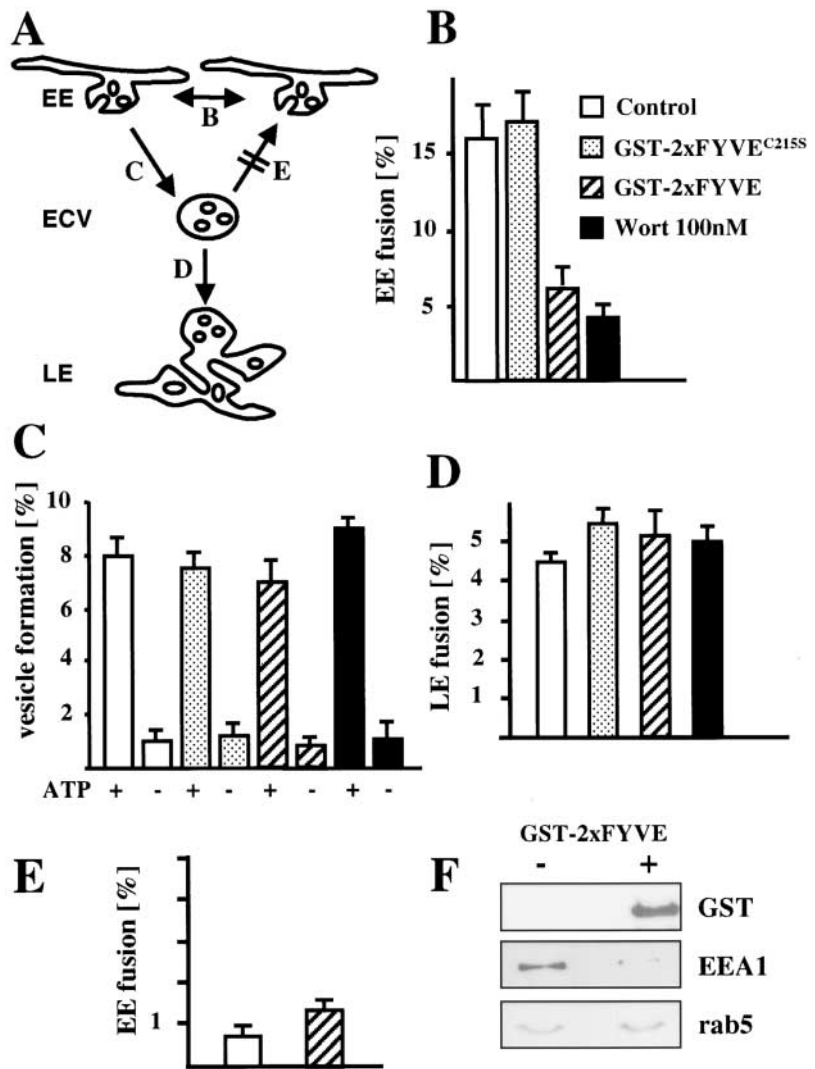 A
EE
B
C
E
ECV
D
LE
B
EE fusion [%]
15
10
5
Control
GST-2xFYVE^C215S
GST-2xFYVE
Wort 100nM
C
vesicle formation [%]
10
8
6
4
2
ATP + - + - + - + -
D
LE fusion [%]
5
4
3
2
1
E
EE fusion [%]
1
F
GST-2xFYVE
- +
GST
EEA1
rab5